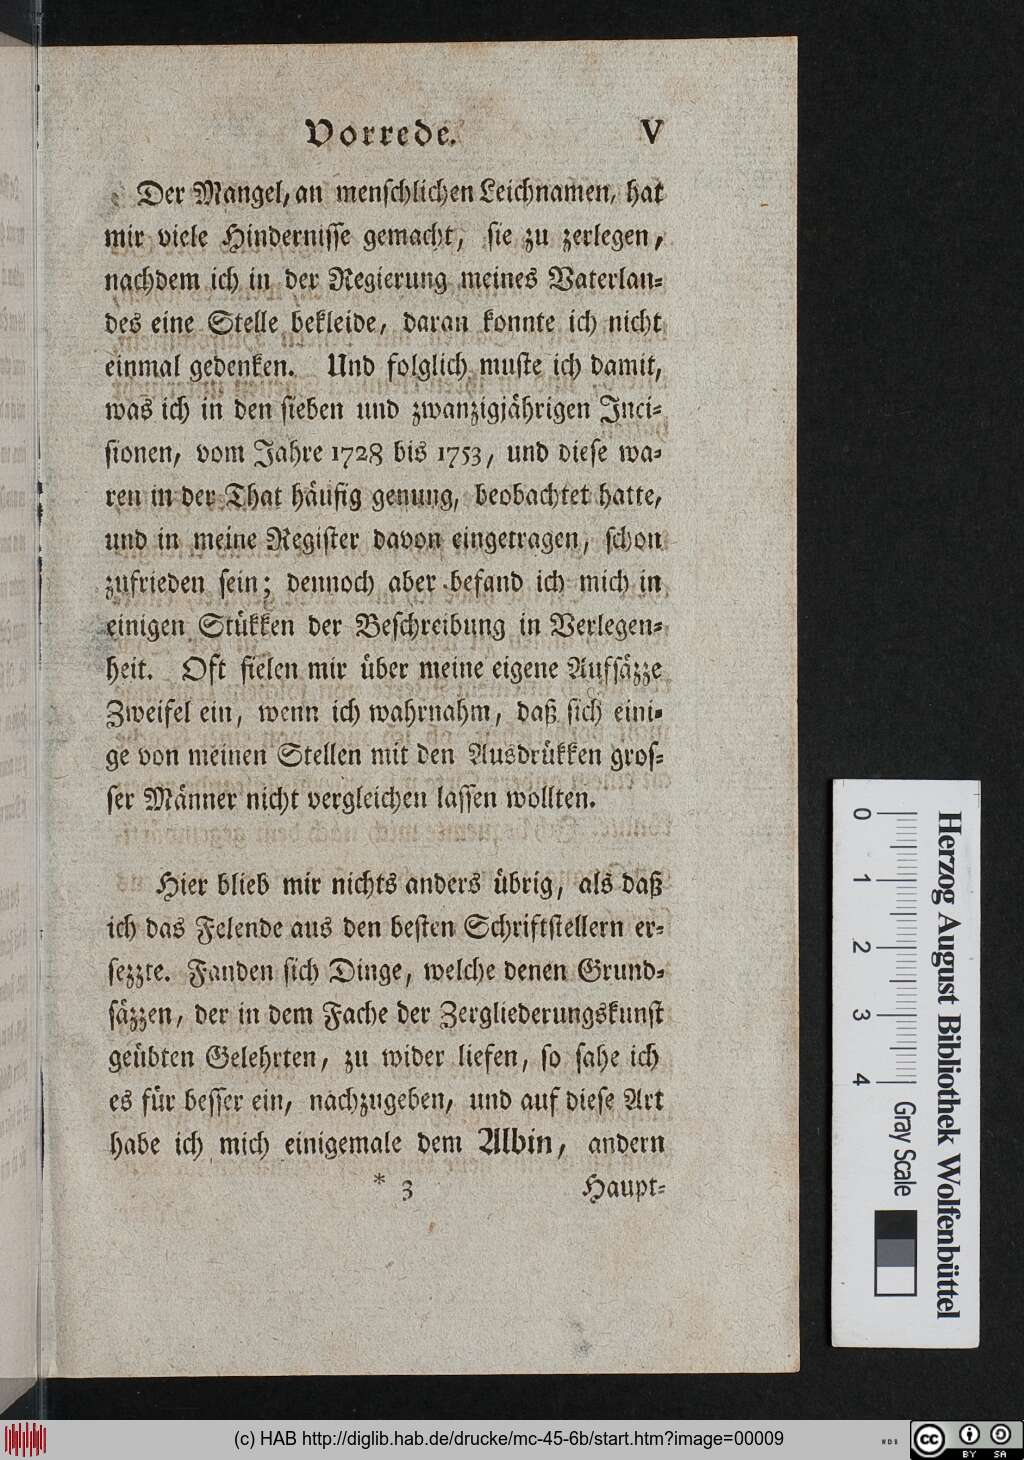 Vorrede. V
Der Mangel, an menschlichen Leichnamen, hat
mir viele Hindernisse gemacht, sie zu zerlegen,
nachdem ich in der Regierung meines Vaterlan=
des eine Stelle bekleide, daran konnte ich nicht
einmal gedenken. Und folglich muste ich damit,
was ich in den sieben und zwanzigjährigen Inci=
sionen, vom Jahre 1728 bis 1753, und diese wa=
ren in der That häufig genung, beobachtet hatte,
und in meine Register davon eingetragen, schon
zufrieden sein; dennoch aber befand ich mich in
einigen Stükken der Beschreibung in Verlegen=
heit. Oft fielen mir über meine eigene Aufsäzze
Zweifel ein, wenn ich wahrnahm, daß sich eini=
ge von meinen Stellen mit den Ausdrükken gros=
ser Männer nicht vergleichen lassen wollten.
Hier blieb mir nichts anders übrig, als daß
ich das Felende aus den besten Schriftstellern er=
sezzte. Fanden sich Dinge, welche denen Grund=
säzzen, der in dem Fache der Zergliederungskunst
geübten Gelehrten, zu wider liefen, so sahe ich
es für besser ein, nachzugeben, und auf diese Art
habe ich mich einigemale dem Albin, andern
* 3 Haupt=
0 1 2 3 4 Gray Scale
Herzog August Bibliothek Wolfenbüttel
(c) HAB http://diglib.hab.de/drucke/mc-45-6b/start.htm?image=00009
WDB
cc BY SA